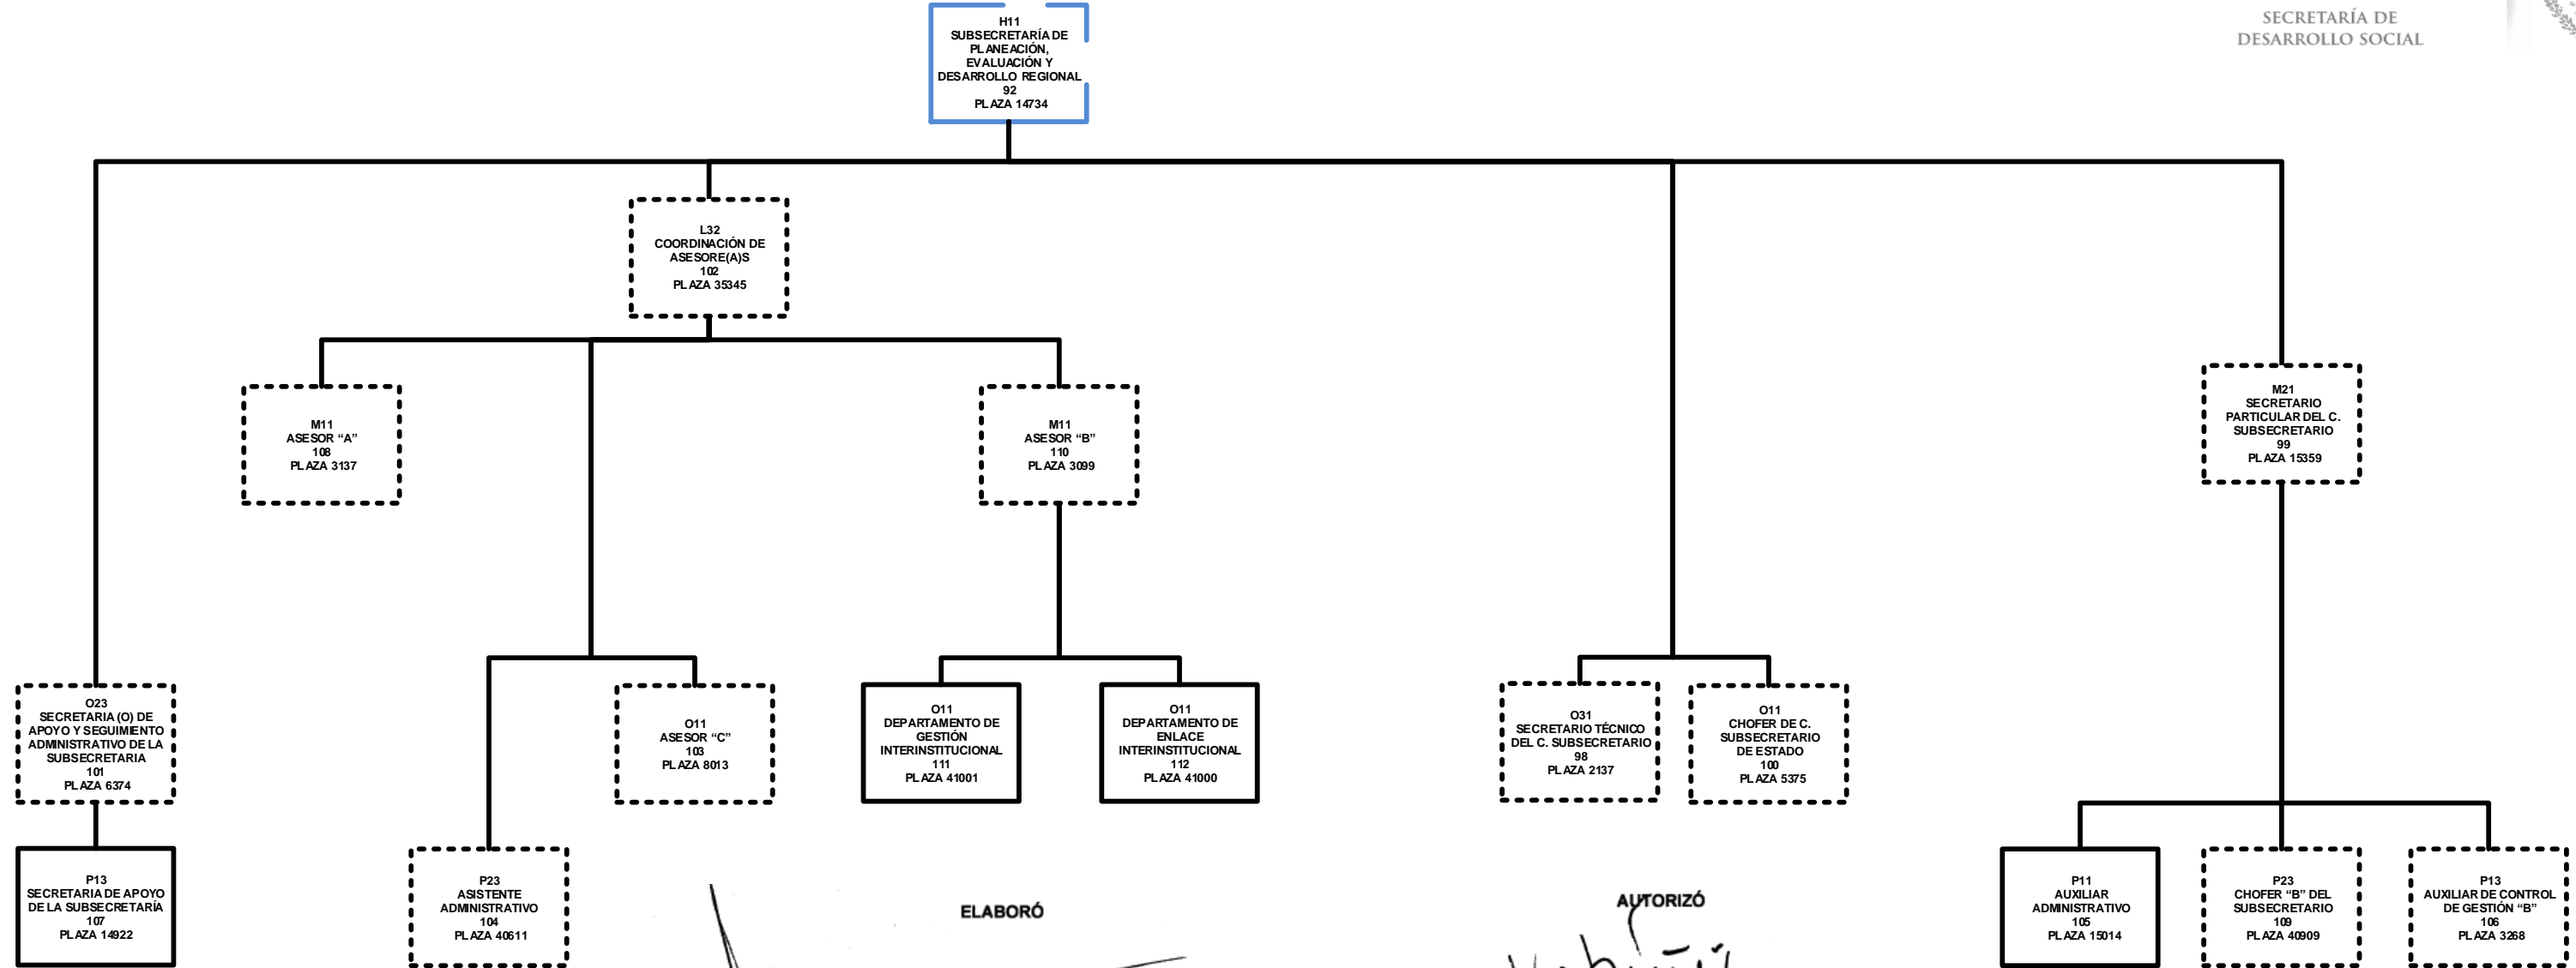 SECRETARÍA DE
DESARROLLO SOCIAL
H11
SUBSECRETARÍA DE
PLANEACIÓN,
EVALUACIÓN Y
DESARROLLO REGIONAL
92
PLAZA 14734
L32
COORDINACIÓN DE
ASESORE(A)S
102
PLAZA 35345
M11
ASESOR “A”
108
PLAZA 3137
M11
ASESOR “B”
110
PLAZA 3099
M21
SECRETARIO
PARTICULAR DEL C.
SUBSECRETARIO
99
PLAZA 15359
O23
SECRETARIA (O) DE
APOYO Y SEGUIMIENTO
ADMINISTRATIVO DE LA
SUBSECRETARIA
101
PLAZA 6374
O11
ASESOR “C”
103
PLAZA 8013
O11
DEPARTAMENTO DE
GESTIÓN
INTERINSTITUCIONAL
111
PLAZA 41001
O11
DEPARTAMENTO DE
ENLACE
INTERINSTITUCIONAL
112
PLAZA 41000
O31
SECRETARIO TÉCNICO
DEL C. SUBSECRETARIO
98
PLAZA 2137
O11
CHOFER DE C.
SUBSECRETARIO
DE ESTADO
100
PLAZA 5375
P13
SECRETARIA DE APOYO
DE LA SUBSECRETARÍA
107
PLAZA 14922
P23
ASISTENTE
ADMINISTRATIVO
104
PLAZA 40611
ELABORÓ
AUTORIZÓ
P11
AUXILIAR
ADMINISTRATIVO
105
PLAZA 15014
P23
CHOFER “B” DEL
SUBSECRETARIO
109
PLAZA 40909
P13
AUXILIAR DE CONTROL
DE GESTIÓN “B”
106
PLAZA 3268